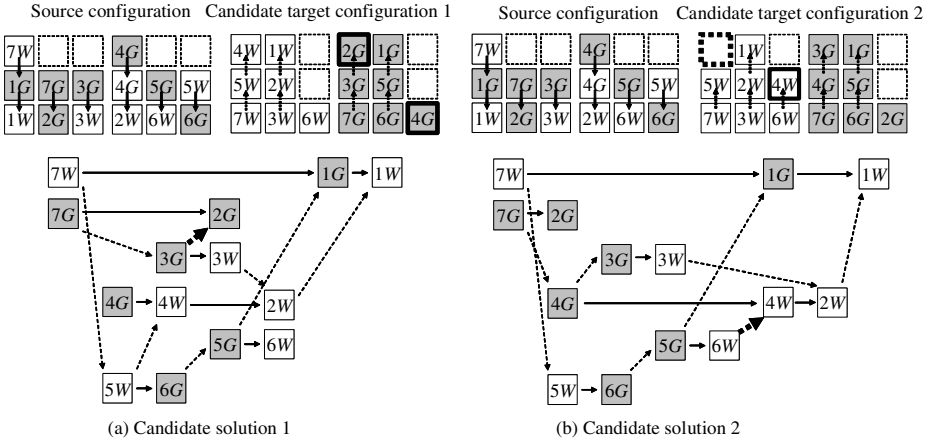 Source configuration Candidate target configuration 1 Source configuration Candidate target configuration 2
7W 4G 4W 1W 2G 1G 7W 4G 1W 3G 1G
1G 7G 3G 4G 5G 5W 5W 2W 3G 5G 1G 7G 3G 4G 5G 5W 5W 2W 4W 4G 5G
1W 2G 3W 2W 6W 6G 7W 3W 6W 7G 6G 4G 1W 2G 3W 2W 6W 6G 7W 3W 6W 7G 6G 2G
7W 1G 1W 7W 1G 1W
7G 2G 7G 2G
3G 3W 3G 3W
4G 4W 2W 4G 4W 2W
5G 6W 5G 6W
5W 6G 5W 6G
(a) Candidate solution 1 (b) Candidate solution 2